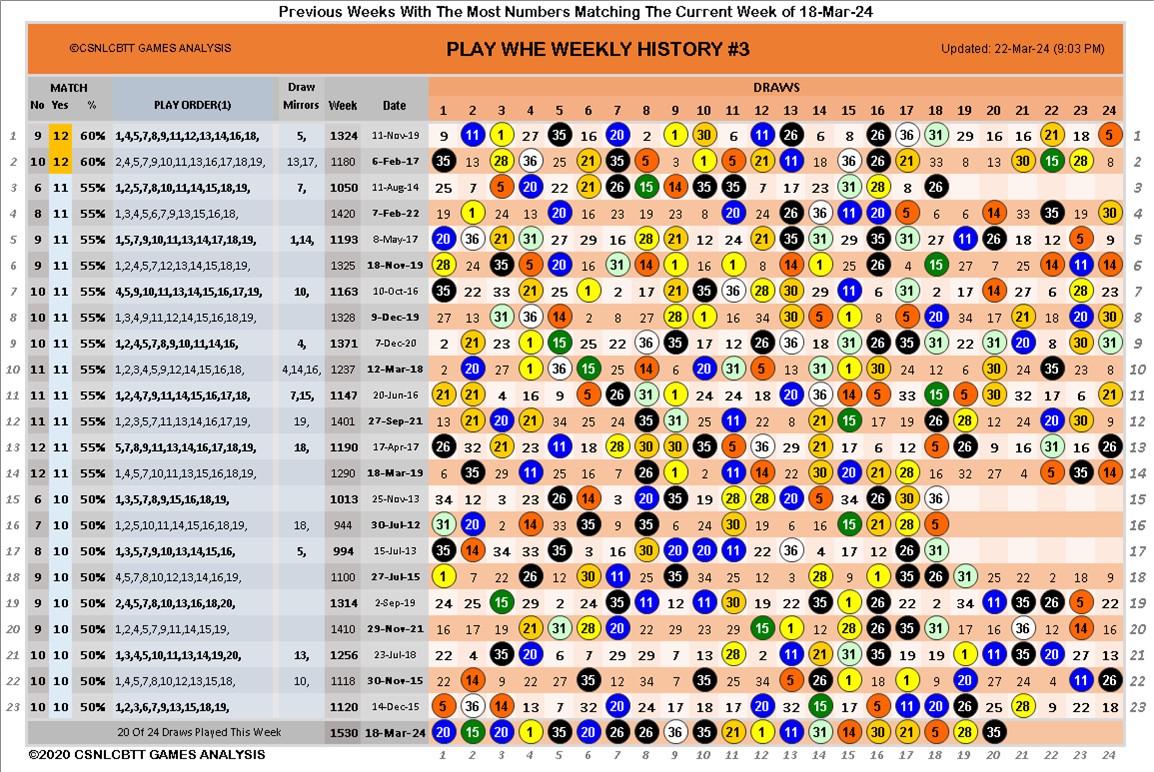 Previous Weeks With The Most Numbers Matching The Current Week of 18-Mar-24
©CSNLCBTT GAMES ANALYSIS PLAY WHE WEEKLY HISTORY #3 Updated: 22-Mar-24 (9:03 PM)
MATCH Draw DRAWS
No Yes % PLAY ORDER(1) Mirrors Week Date 1 2 3 4 5 6 7 8 9 10 11 12 13 14 15 16 17 18 19 20 21 22 23 24
1 9 12 60% 1,4,5,7,8,9,11,12,13,14,16,18, 5, 1324 11-Nov-19 9 11 1 27 35 16 20 2 9 30 6 11 26 6 8 26 36 31 29 16 16 21 18 5 1
2 10 12 60% 2,4,5,7,9,10,11,13,16,17,18,19, 13,17, 1180 6-Feb-17 35 13 28 36 25 21 35 5 3 1 5 21 11 18 36 26 21 33 8 13 30 15 28 8 2
3 6 11 55% 1,2,5,7,8,10,11,14,15,18,19, 7, 1050 11-Aug-14 25 7 5 20 22 21 26 15 14 35 35 7 17 23 31 28 8 26 3
4 8 11 55% 1,3,4,5,6,7,9,13,15,16,18, 1420 7-Feb-22 19 1 24 13 20 16 23 19 23 8 20 24 26 36 11 20 5 6 6 14 33 35 19 30 4
5 9 11 55% 1,5,7,9,10,11,13,14,17,18,19, 1,14, 1193 8-May-17 20 36 21 31 27 29 16 28 21 12 24 21 35 31 29 35 31 27 11 26 18 12 5 9 5
6 9 11 55% 1,2,4,5,7,12,13,14,15,18,19, 1325 18-Nov-19 28 24 35 5 20 16 31 14 1 16 1 8 14 1 25 26 6 15 27 7 25 14 11 14 6
7 10 11 55% 4,5,9,10,11,13,14,15,16,17,19, 10, 1163 10-Oct-16 35 22 33 21 25 1 2 17 21 35 36 28 30 29 11 6 31 2 17 14 27 6 28 23 7
8 10 11 55% 1,3,4,9,11,12,14,15,16,18,19, 1328 9-Dec-19 27 13 31 36 14 2 8 27 28 1 16 34 30 5 1 8 5 20 34 17 21 18 20 30 8
9 10 11 55% 1,2,4,5,7,8,9,10,11,14,16, 4, 1371 7-Dec-20 2 21 23 1 15 25 22 36 35 17 12 26 36 18 31 26 35 31 22 31 20 8 30 31 9
10 11 11 55% 1,2,3,4,5,9,12,14,15,16,18, 4,14,16, 1237 12-Mar-18 2 20 27 1 36 15 25 14 6 20 31 5 13 31 1 30 24 12 6 30 22 35 23 8 10
11 11 11 55% 1,2,4,7,9,11,14,15,16,17,18, 7,15, 1147 20-Jun-16 21 21 4 16 9 5 26 31 1 24 24 18 20 36 14 5 33 15 5 30 32 17 6 21 11
12 11 11 55% 1,2,3,5,7,11,13,14,16,17,19, 19, 1401 27-Sep-21 13 21 20 21 34 25 24 35 31 25 11 22 8 21 15 17 19 26 28 12 24 20 30 9 12
13 12 11 55% 5,7,8,9,11,13,14,16,17,18,19, 18, 1190 17-Apr-17 26 32 21 23 11 18 28 30 30 35 5 36 29 21 17 6 12 5 26 9 22 31 16 26 13
14 12 11 55% 1,4,5,7,10,11,13,15,16,18,19, 1290 18-Mar-19 6 35 29 11 25 16 7 26 1 2 11 14 22 30 20 21 28 16 32 27 4 5 35 14 14
15 6 10 50% 1,3,5,7,8,9,15,16,18,19, 1013 25-Nov-13 34 12 3 23 26 14 3 20 35 19 28 28 20 5 34 26 30 36 15
16 7 10 50% 1,2,5,10,11,14,15,16,18,19, 18, 944 30-Jul-12 31 20 2 14 33 35 9 35 6 25 30 19 6 16 15 21 28 5 16
17 8 10 50% 1,3,5,7,9,10,13,14,15,16, 5, 994 15-Jul-13 35 14 34 33 35 3 16 30 20 20 11 22 36 4 17 12 26 31 17
18 9 10 50% 4,5,7,8,10,12,13,14,16,19, 1100 27-Jul-15 1 7 22 26 12 30 11 25 35 34 25 12 3 28 9 1 35 26 31 25 22 2 18 9 18
19 9 10 50% 2,4,5,7,8,10,13,16,18,20, 1314 2-Sep-19 24 25 15 29 2 24 35 11 12 11 30 19 22 35 1 26 22 2 34 11 35 26 5 22 19
20 9 10 50% 1,2,4,5,7,9,11,14,15,19, 1410 29-Nov-21 16 17 19 21 31 28 20 22 29 23 29 15 1 12 28 26 35 31 17 16 36 12 14 16 20
21 10 10 50% 1,3,4,5,10,11,13,14,19,20, 13, 1256 23-Jul-18 22 4 35 20 6 7 29 29 7 13 28 2 11 21 31 35 19 19 1 11 35 20 27 13 21
22 10 10 50% 1,4,5,7,8,10,12,13,15,18, 10, 1118 30-Nov-15 22 14 9 22 27 35 12 34 7 35 13 34 5 26 1 17 1 9 20 27 24 23 11 26 22
23 10 10 50% 1,2,3,6,7,9,13,15,18,19, 1120 14-Dec-15 5 36 14 13 7 32 20 24 17 18 17 20 32 15 17 5 11 20 26 25 28 9 22 18 23
20 Of 24 Draws Played This Week 1530 18-Mar-24 20 15 20 1 35 20 26 26 36 35 21 1 11 31 14 30 21 5 28 35
©2020 CSNLCBTT GAMES ANALYSIS 1 2 3 4 5 6 7 8 9 10 11 12 13 14 15 16 17 18 19 20 21 22 23 24